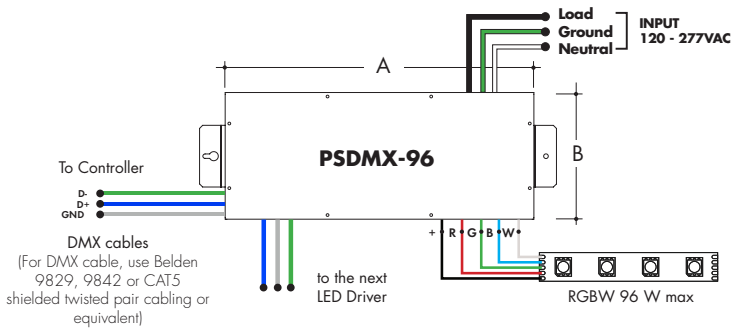 Load
Ground
Neutral
INPUT
120 - 277VAC
A
B
PSDMX-96
To Controller
D-
D+
GND
DMX cables
(For DMX cable, use Belden
9829, 9842 or CAT5
shielded twisted pair cabling or
equivalent)
to the next
LED Driver
+ R G B W
RGBW 96 W max